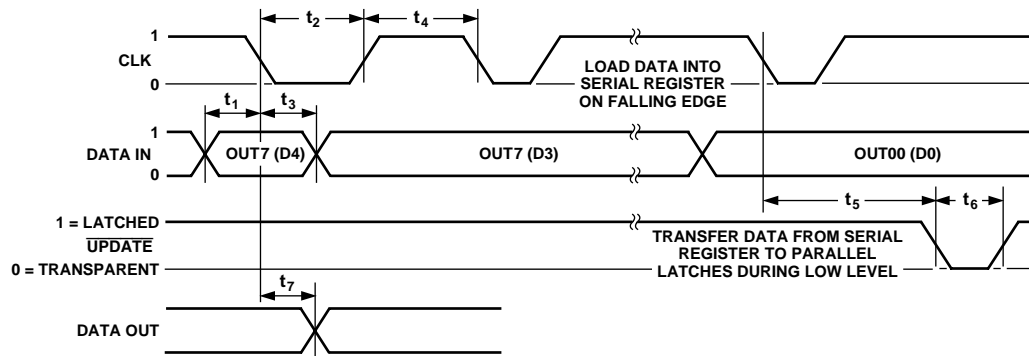 t2
t4
1
CLK
0
LOAD DATA INTO
SERIAL REGISTER
ON FALLING EDGE
t1
t3
1
DATA IN
0
OUT7 (D4)
OUT7 (D3)
OUT00 (D0)
t5
t6
1 = LATCHED
UPDATE
0 = TRANSPARENT
TRANSFER DATA FROM SERIAL
REGISTER TO PARALLEL
LATCHES DURING LOW LEVEL
t7
DATA OUT